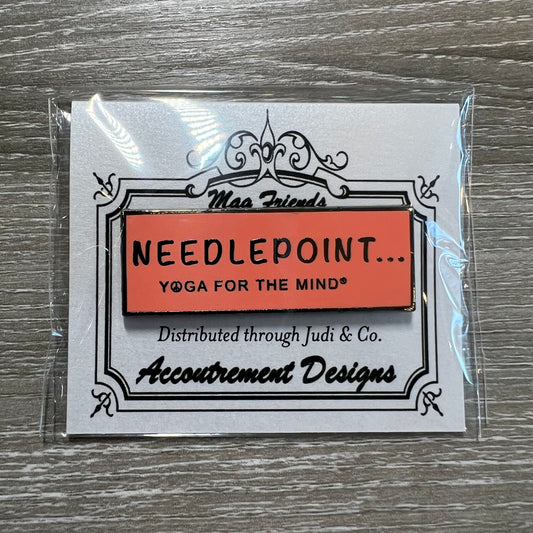 Mag Friends
NEEDLEPOINT...
YOGA FOR THE MIND®
Distributed through Judi & Co.
Accoutrement Designs